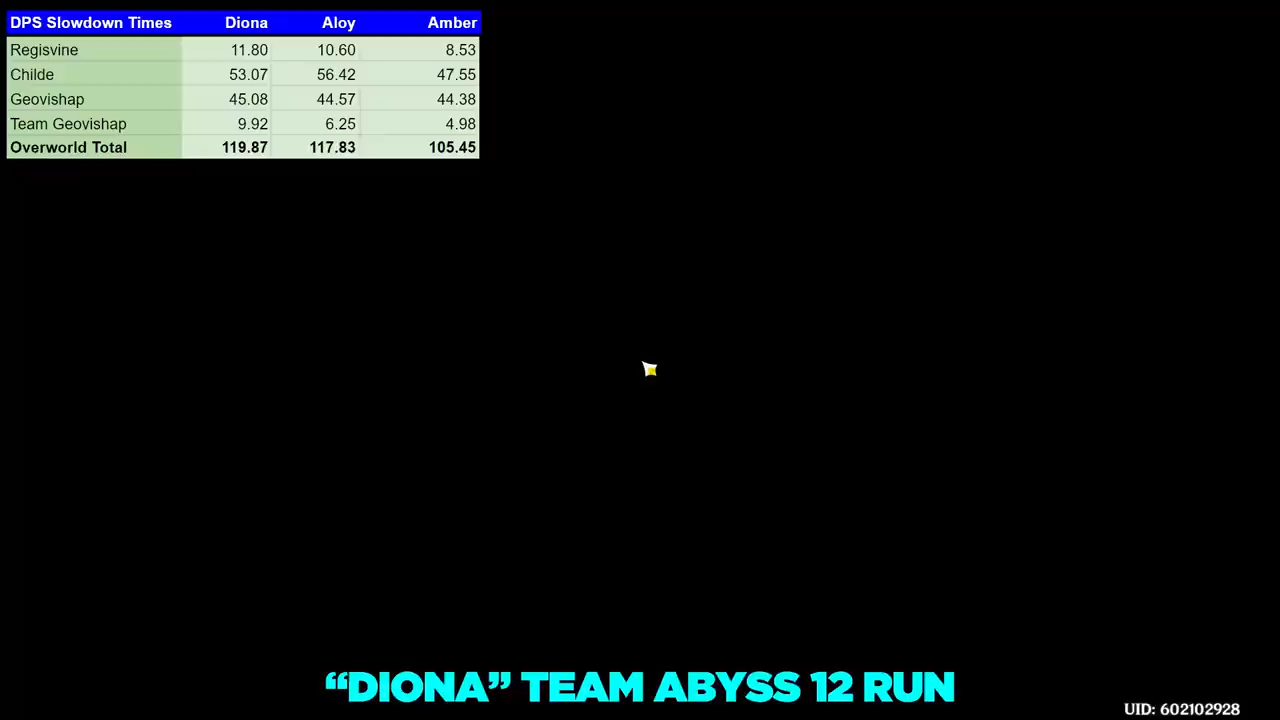 DPS Slowdown Times Diona Aloy Amber
Regisvine 11.80 10.60 8.53
Childe 53.07 56.42 47.55
Geovishap 45.08 44.57 44.38
Team Geovishap 9.92 6.25 4.98
Overworld Total 119.87 117.83 105.45
“DIONA” TEAM ABYSS 12 RUN
UID: 602102928